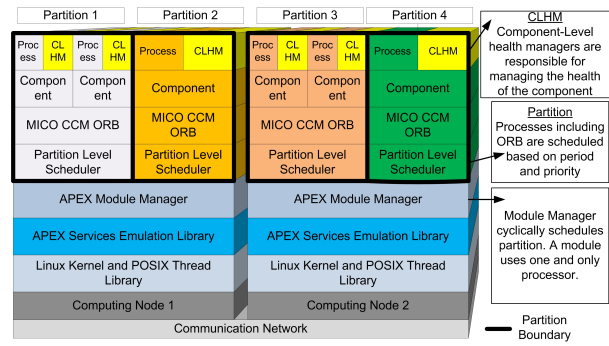 Partition 1
Partition 2
Partition 3
Partition 4
Proc
ess
CL
HM
Proc
ess
CL
HM
Process
CLHM
Proc
ess
CL
HM
Proc
ess
CL
HM
Process
CLHM
Compon
ent
Compon
ent
Component
Compon
ent
Compon
ent
Component
MICO CCM ORB
MICO CCM
ORB
MICO CCM ORB
MICO CCM
ORB
Partition Level
Scheduler
Partition Level
Scheduler
Partition Level
Scheduler
Partition Level
Scheduler
APEX Module Manager
APEX Module Manager
APEX Services Emulation Library
APEX Services Emulation Library
Linux Kernel and POSIX Thread
Library
Linux Kernel and POSIX Thread
Library
Computing Node 1
Computing Node 2
Communication Network
CLHM
Component-Level
health managers are
responsible for
managing the health
of the component
Partition
Processes including
ORB are scheduled
based on period
and priority
Module Manager
cyclically schedules
partition. A module
uses one and only
processor.
Partition
Boundary